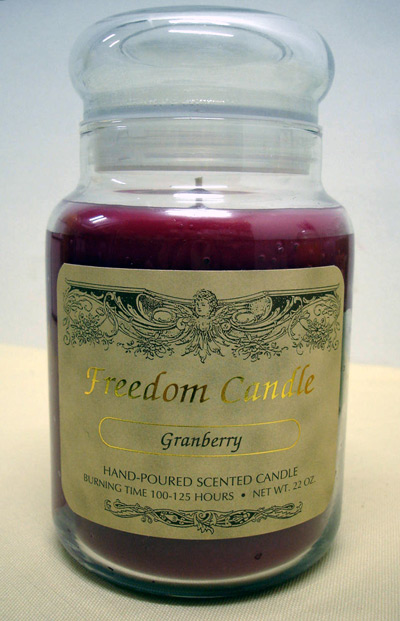 Freedom Candle
Granberry
HAND-POURED SCENTED CANDLE
BURNING TIME 100-125 HOURS • NET WT. 22 OZ.